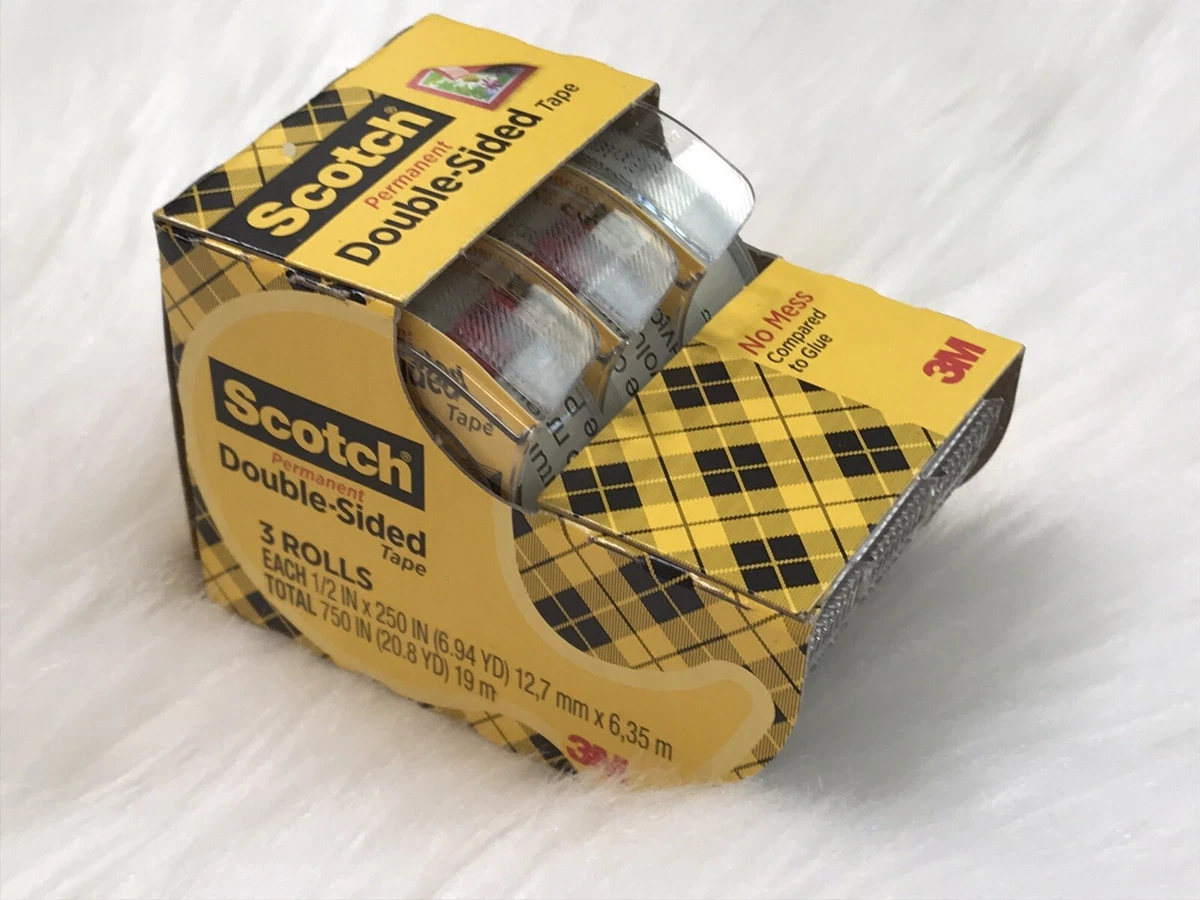 Scotch®
Permanent
Double-Sided Tape
No Mess
Compared
to Glue
3M
Tape
Scotch®
Permanent
Double-Sided
Tape
3 ROLLS
EACH 1/2 IN x 250 IN (6.94 YD) 12,7 mm x 6,35 m
TOTAL 750 IN (20.8 YD) 19 m
3M